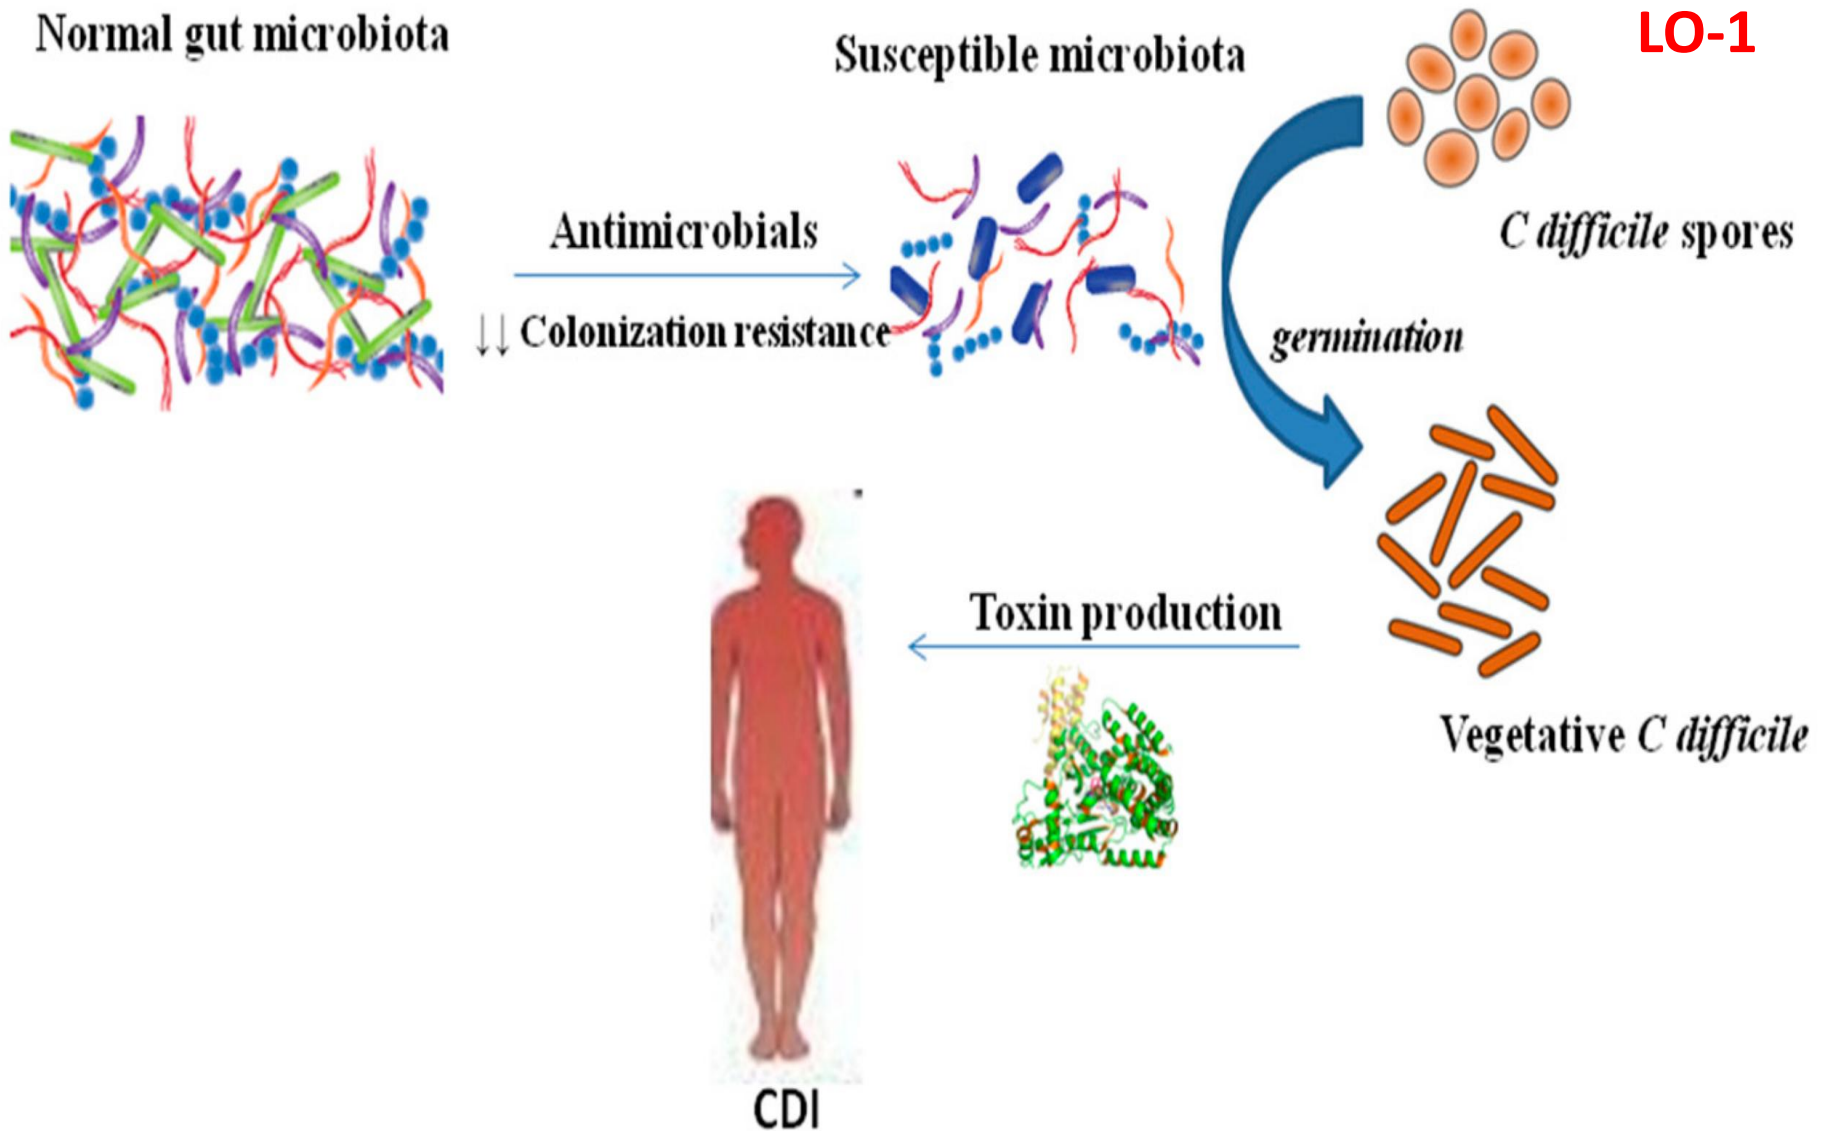 Normal gut microbiota
Susceptible microbiota
LO-1
C difficile spores
Antimicrobials
↓↓ Colonization resistance
germination
Toxin production
Vegetative C difficile
CDI